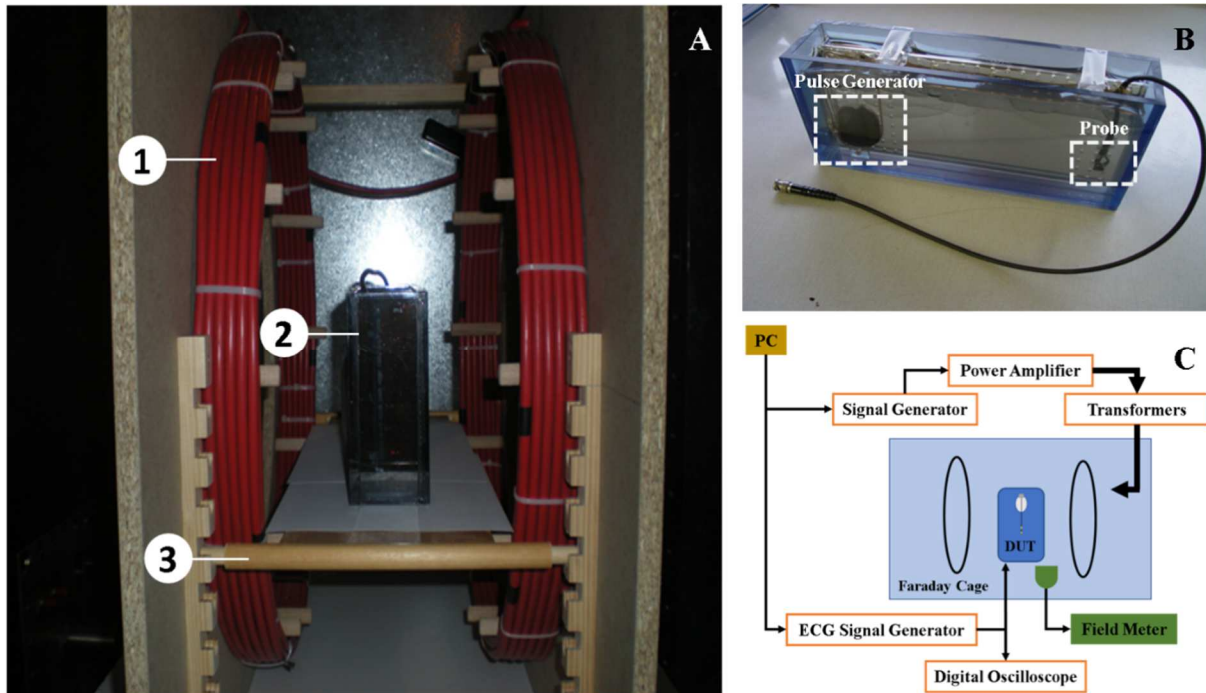 A
1
2
3
B
Pulse Generator
Probe
C
PC
Power Amplifier
Signal Generator
Transformers
DUT
Faraday Cage
ECG Signal Generator
Field Meter
Digital Oscilloscope